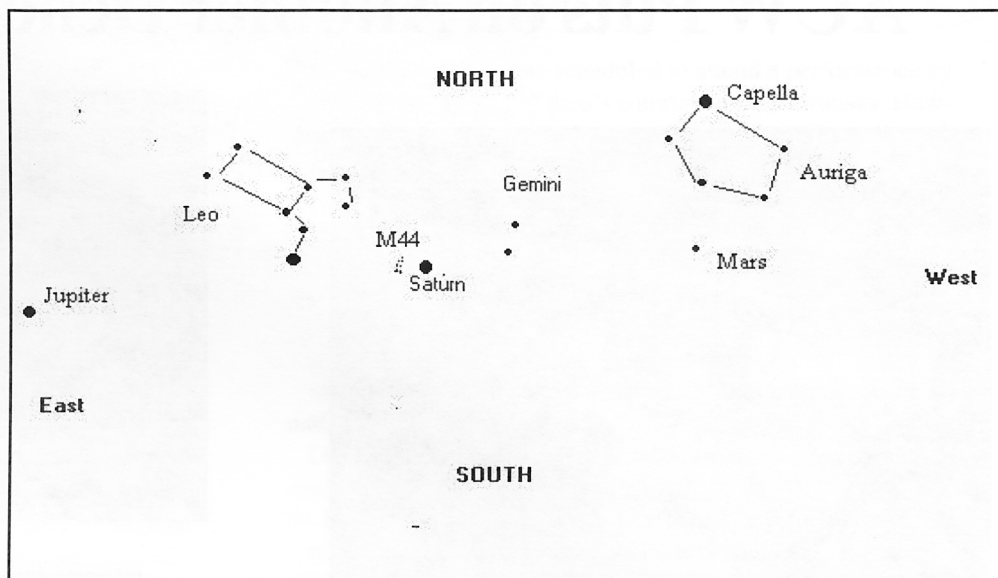 NORTH
Capella
Auriga
Gemini
Leo
M44
Saturn
Mars
West
Jupiter
East
SOUTH